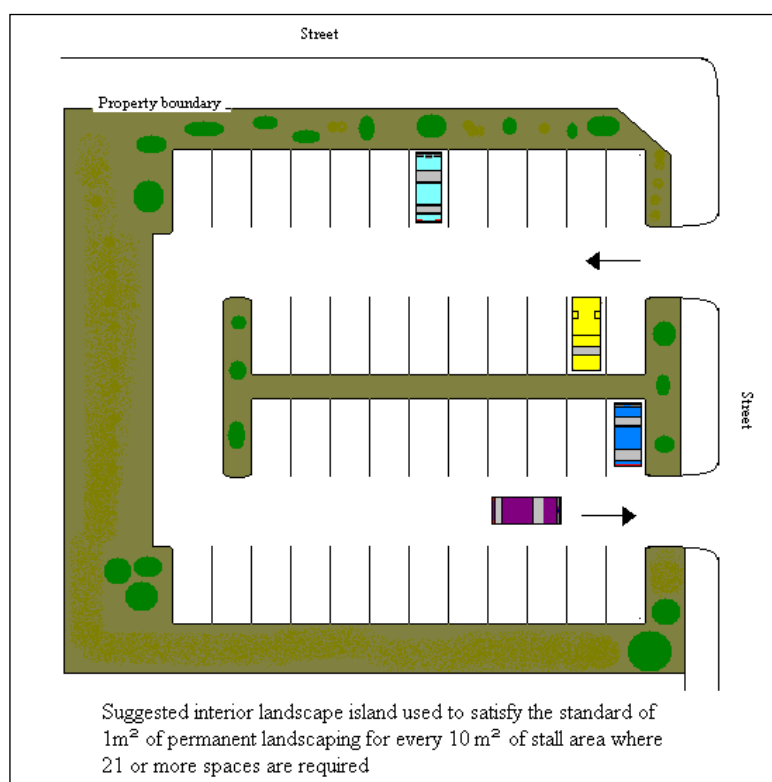 Street
Property boundary
Street
Suggested interior landscape island used to satisfy the standard of
1m² of permanent landscaping for every 10 m² of stall area where
21 or more spaces are required